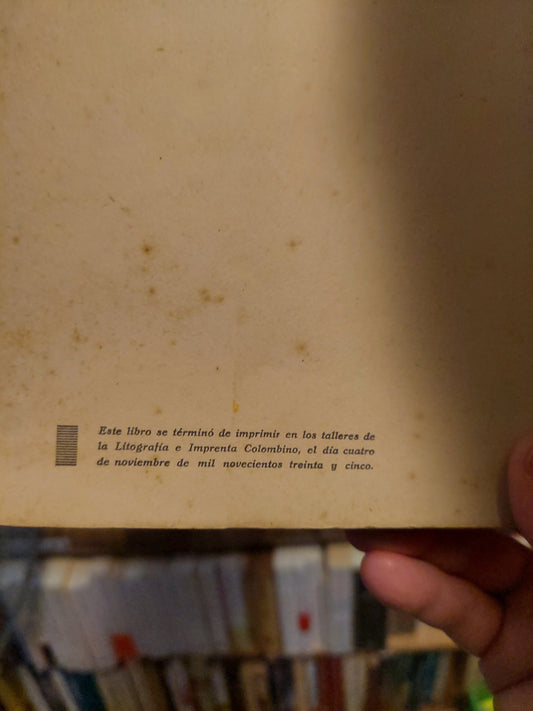 Este libro se términó de imprimir en los talleres de
la Litografía e Imprenta Colombino, el día cuatro
de noviembre de mil novecientos treinta y cinco.